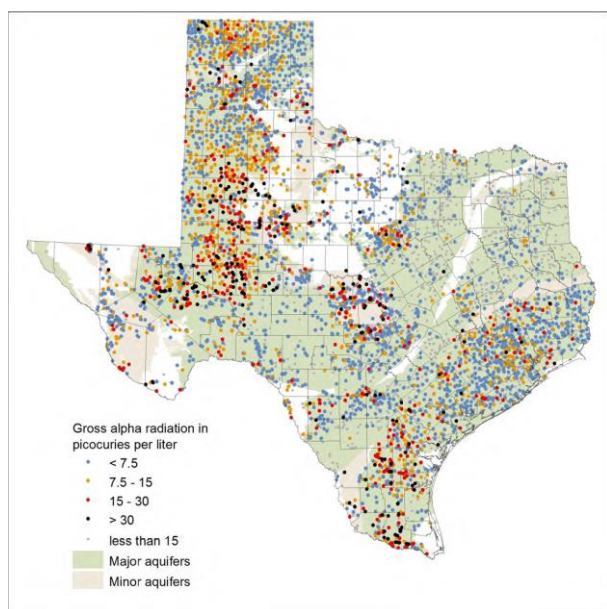 Gross alpha radiation in
picocuries per liter
< 7.5
7.5 - 15
15 - 30
> 30
less than 15
Major aquifers
Minor aquifers